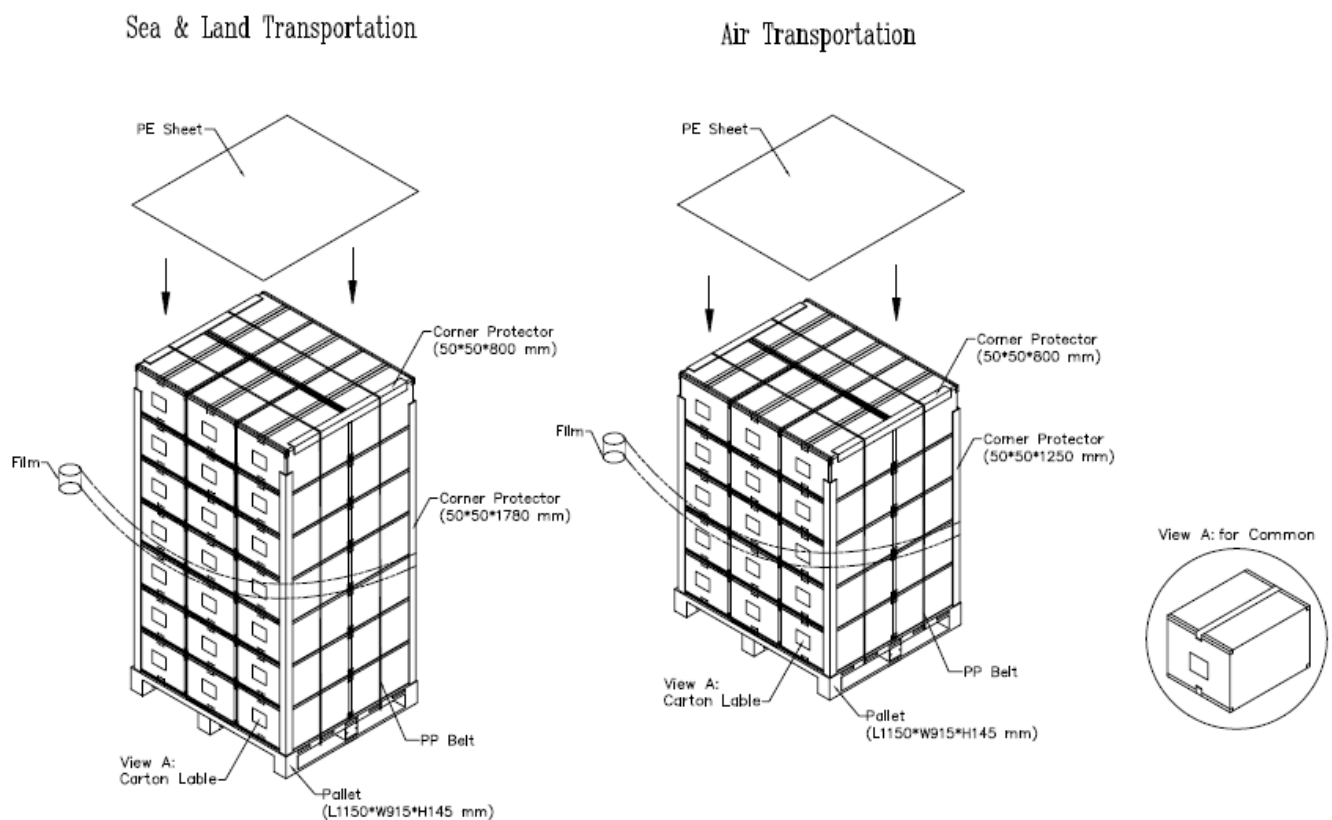 Sea & Land Transportation
Air Transportation
PE Sheet
Corner Protector
(50*50*800 mm)
Film
Corner Protector
(50*50*1780 mm)
PP Belt
View A:
Carton Lable
Pallet
(L1150*W915*H145 mm)
PE Sheet
Corner Protector
(50*50*800 mm)
Film
Corner Protector
(50*50*1250 mm)
PP Belt
View A:
Carton Lable
Pallet
(L1150*W915*H145 mm)
View A: for Common